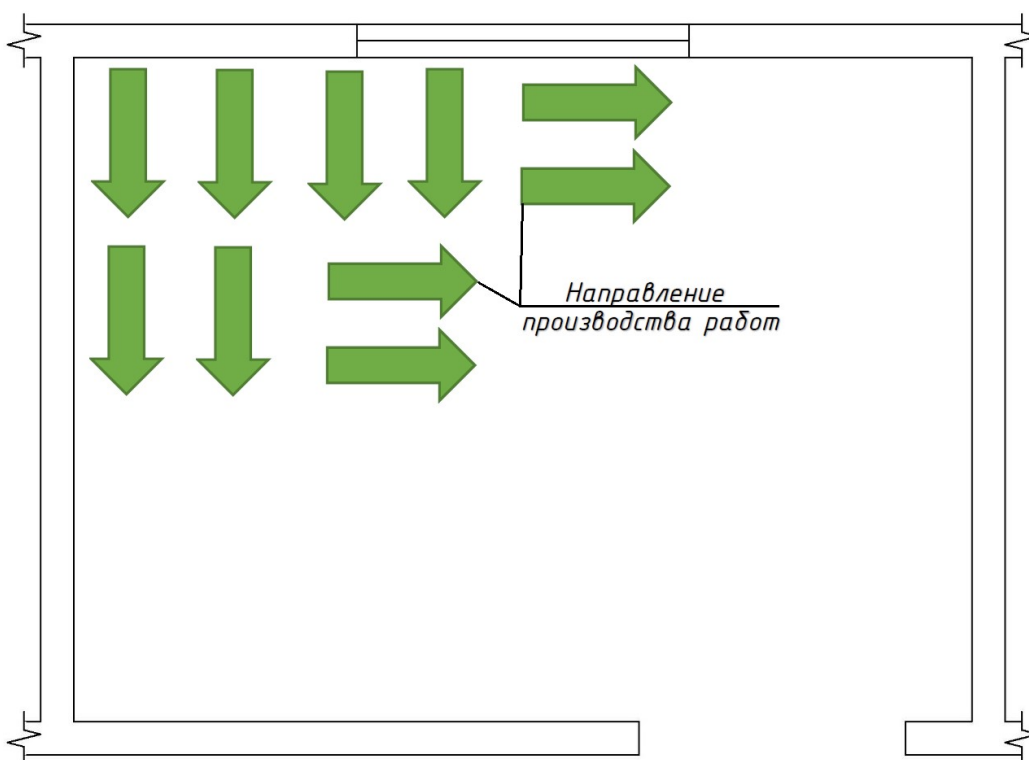 Направление
производства работ